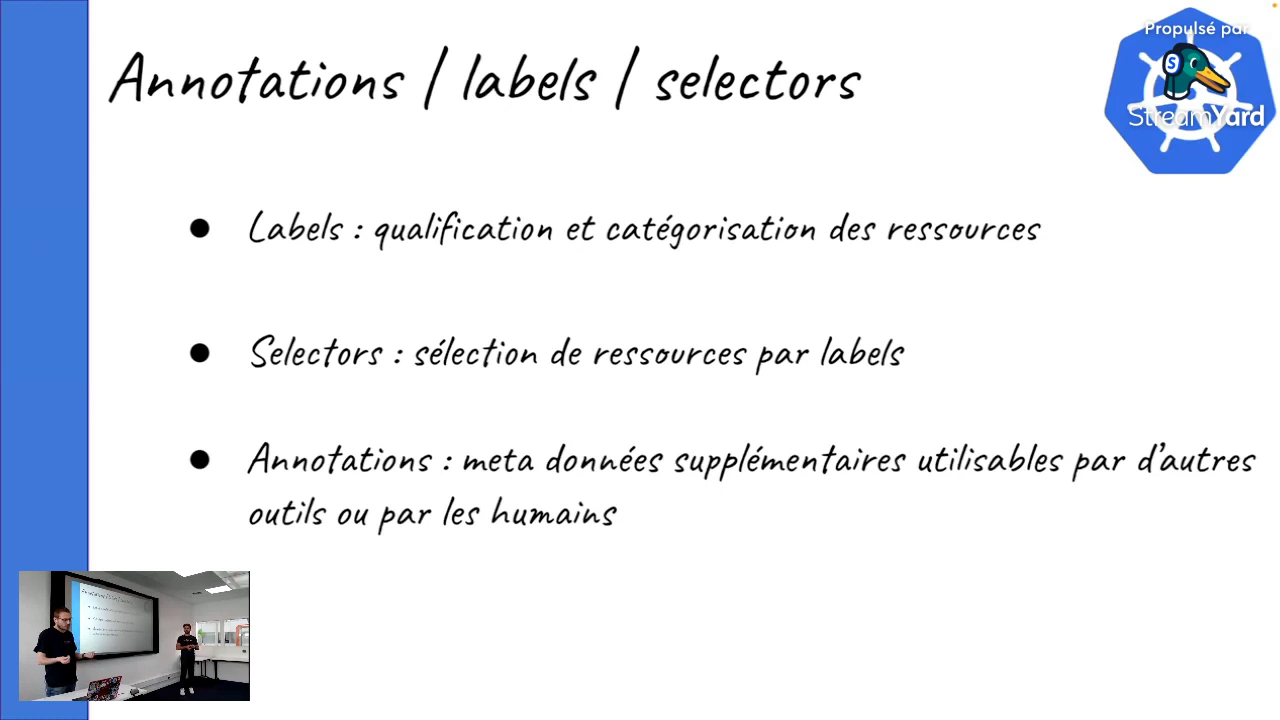 Propulsé par
StreamYard
Annotations / labels / selectors
● Labels : qualification et catégorisation des ressources
● Selectors : sélection de ressources par labels
● Annotations : meta données supplémentaires utilisables par d’autres
outils ou par les humains